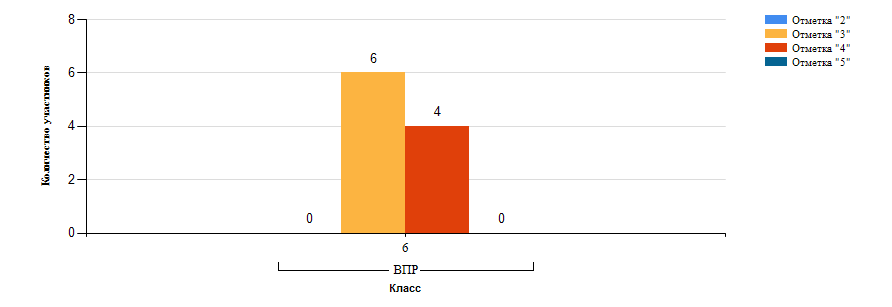 Количество участников
8
6
4
2
0
0
6
4
0
6
ВПР
Класс
Отметка "2"
Отметка "3"
Отметка "4"
Отметка "5"